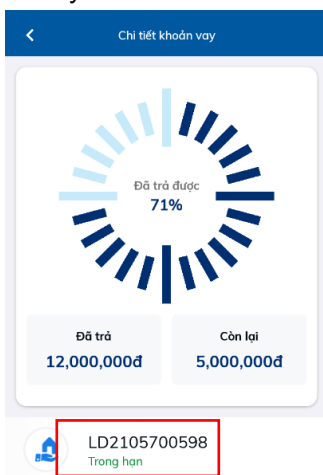 Chi tiết khoản vay
Đã trả được
71%
Đã trả
Còn lại
12,000,000đ
5,000,000đ
LD2105700598
Trong hạn